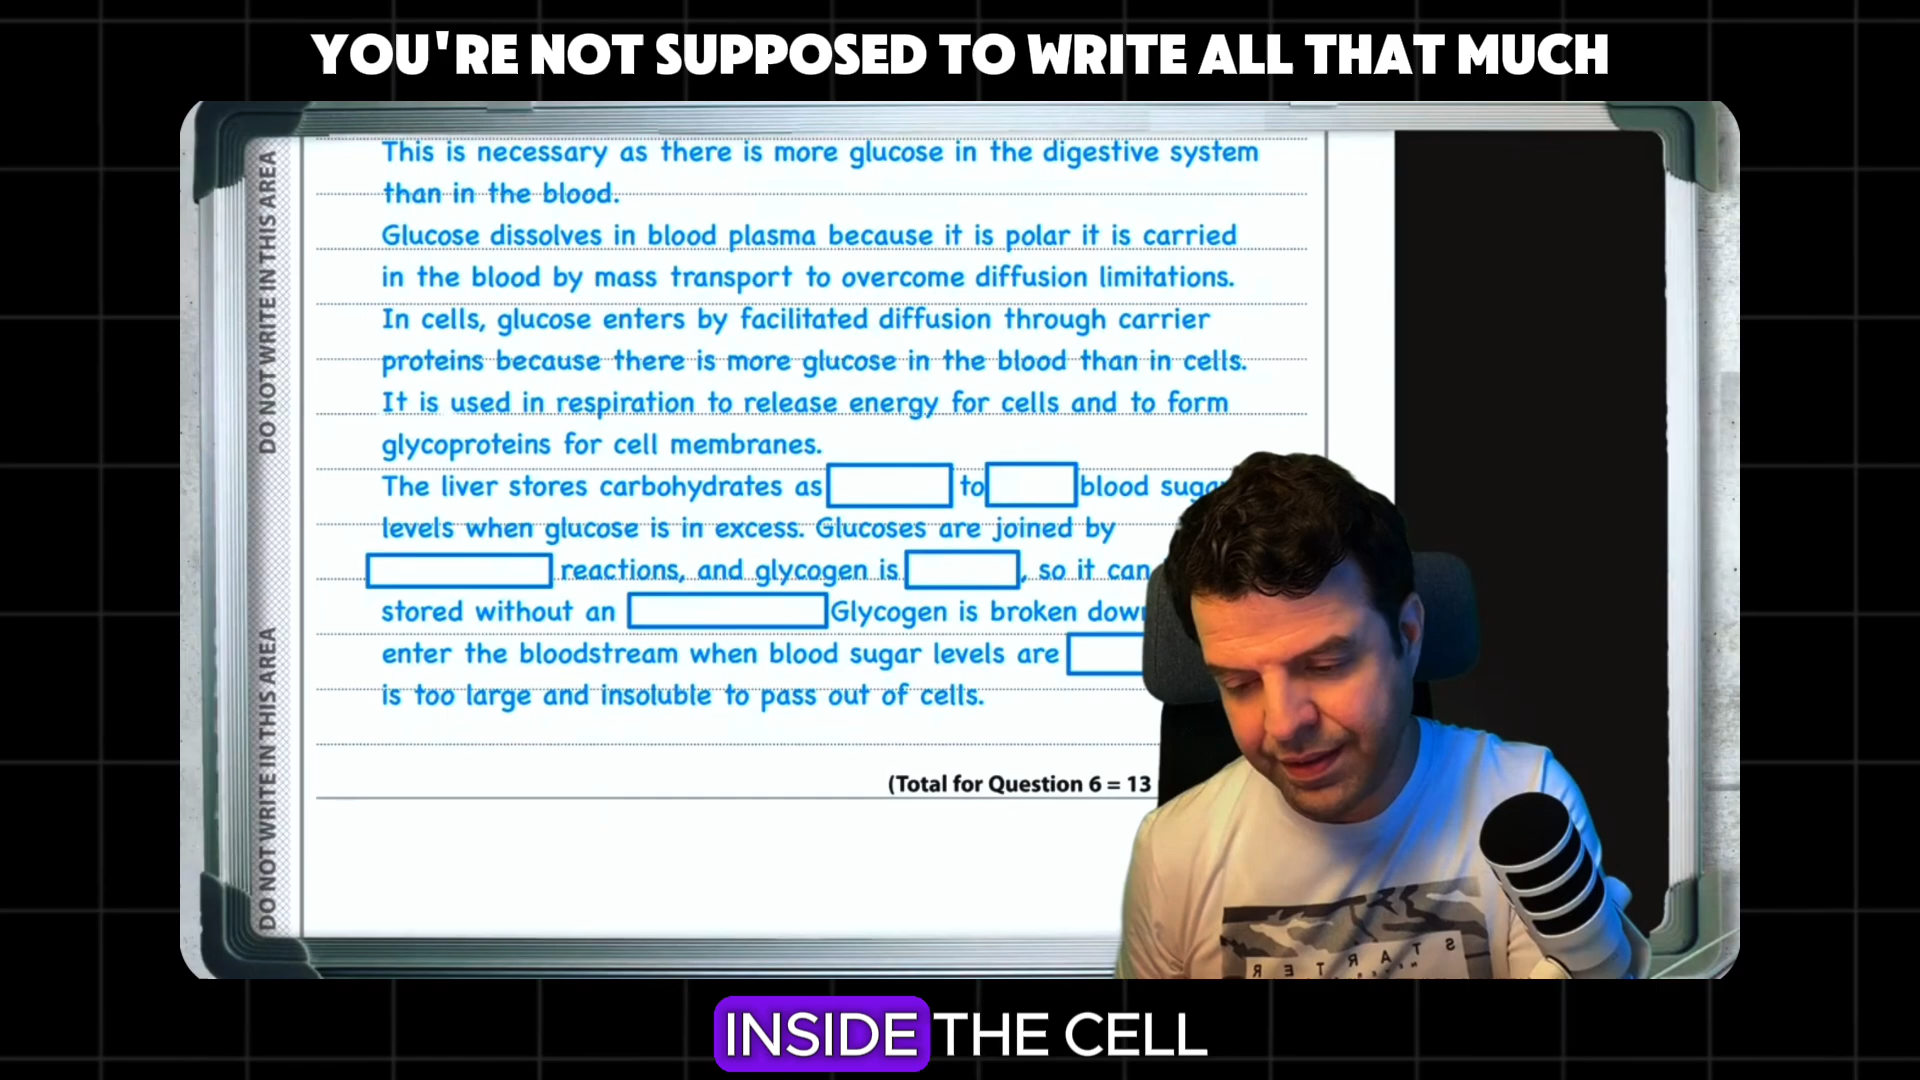 YOU'RE NOT SUPPOSED TO WRITE ALL THAT MUCH
DO NOT WRITE IN THIS AREA
DO NOT WRITE IN THIS AREA
This is necessary as there is more glucose in the digestive system
than in the blood.
Glucose dissolves in blood plasma because it is polar it is carried
in the blood by mass transport to overcome diffusion limitations.
In cells, glucose enters by facilitated diffusion through carrier
proteins because there is more glucose in the blood than in cells.
It is used in respiration to release energy for cells and to form
glycoproteins for cell membranes.
The liver stores carbohydrates as to blood
levels when glucose is in excess. Glucoses are joined by
reactions, and glycogen is , so it can
stored without an Glycogen is broken
enter the bloodstream when blood sugar levels are
is too large and insoluble to pass out of cells.
(Total for Question 6 = 13
STARTER
INSIDE THE CELL